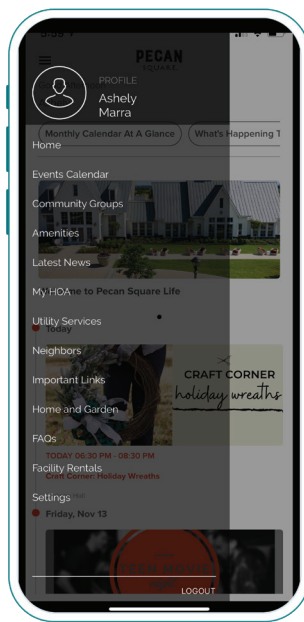 5:59
PECAN
SQUARE
PROFILE
Ashely
Marra
Monthly Calendar At A Glance
What's Happening T
Home
Events Calendar
Community Groups
Amenities
Latest News
me to Pecan Square Life
My HOA
Utility Services
Today
Neighbors
CRAFT CORNER
holiday wreaths
Important Links
Home and Garden
FAQs
TODAY 06:30 PM - 08:30 PM
Facility Rentals
Craft Corner: Holiday Wreaths
Settings
Friday, Nov 13
LOGOUT